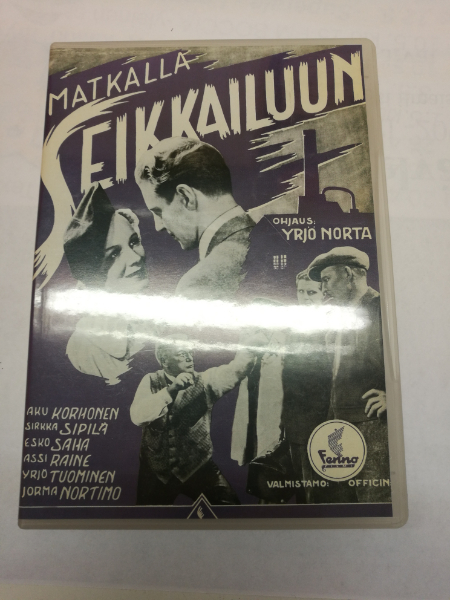 MATKALLA
SEIKKAILUUN
OHJAUS:
YRJÖ NORTA
AKU KORHONEN
SIRKKA SIPILÄ
ESKO SAHA
ASSI RAINE
YRJÖ TUOMINEN
JORMA NORTIMO
Fenno
VALMISTAMO: OFFICIN